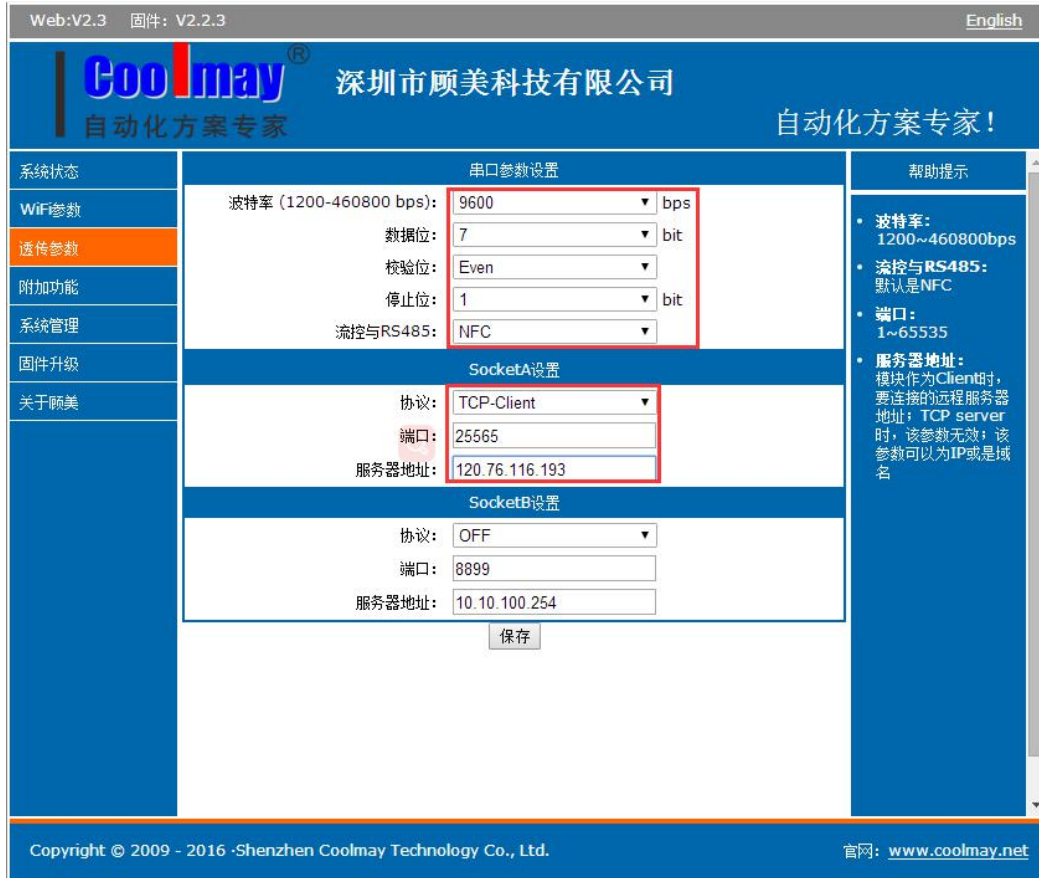 Web:V2.3 固件: V2.2.3 English
Coolmay® 深圳市顾美科技有限公司
自动化方案专家 自动化方案专家!
系统状态
WiFi参数
透传参数
附加功能
系统管理
固件升级
关于顾美
串口参数设置
波特率 (1200-460800 bps): 9600 bps
数据位: 7 bit
校验位: Even
停止位: 1 bit
流控与RS485: NFC
SocketA设置
协议: TCP-Client
端口: 25565
服务器地址: 120.76.116.193
SocketB设置
协议: OFF
端口: 8899
服务器地址: 10.10.100.254
保存
帮助提示
• 波特率:
1200~460800bps
• 流控与RS485:
默认是NFC
• 端口:
1~65535
• 服务器地址:
模块作为Client时,
要连接的远程服务器
地址; TCP server
时, 该参数无效; 该
参数可以为IP或是域
名
Copyright © 2009 - 2016 ·Shenzhen Coolmay Technology Co., Ltd. 官网: www.coolmay.net